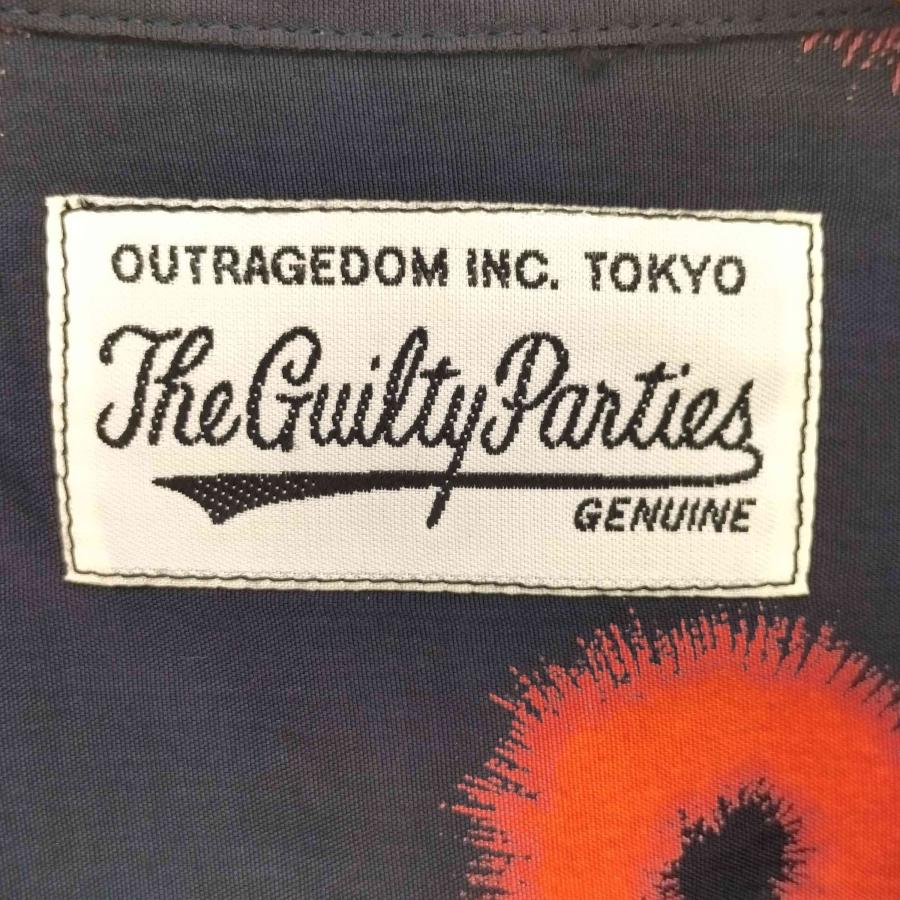 OUTRAGEDOM INC. TOKYO
The Guilty Parties
GENUINE